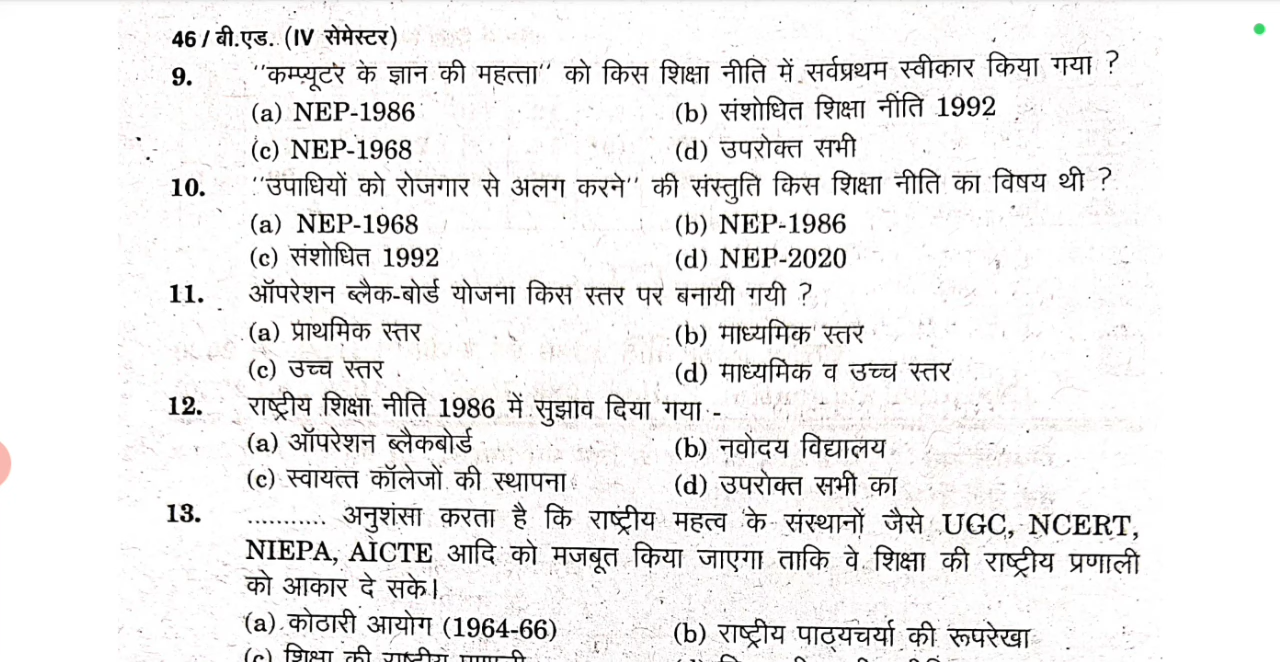 46 / बी.एड. (IV सेमेस्टर)
9. "कम्प्यूटर के ज्ञान की महत्ता" को किस शिक्षा नीति में सर्वप्रथम स्वीकार किया गया ?
(a) NEP-1986 (b) संशोधित शिक्षा नीति 1992
(c) NEP-1968 (d) उपरोक्त सभी
10. "उपाधियों को रोजगार से अलग करने" की संस्तुति किस शिक्षा नीति का विषय थी ?
(a) NEP-1968 (b) NEP-1986
(c) संशोधित 1992 (d) NEP-2020
11. ऑपरेशन ब्लैक-बोर्ड योजना किस स्तर पर बनायी गयी ?
(a) प्राथमिक स्तर (b) माध्यमिक स्तर
(c) उच्च स्तर (d) माध्यमिक व उच्च स्तर
12. राष्ट्रीय शिक्षा नीति 1986 में सुझाव दिया गया -
(a) ऑपरेशन ब्लैकबोर्ड (b) नवोदय विद्यालय
(c) स्वायत्त कॉलेजों की स्थापना (d) उपरोक्त सभी का
13. ............ अनुशंसा करता है कि राष्ट्रीय महत्व के संस्थानों जैसे UGC, NCERT,
NIEPA, AICTE आदि को मजबूत किया जाएगा ताकि वे शिक्षा की राष्ट्रीय प्रणाली
को आकार दे सके।
(a) कोठारी आयोग (1964-66) (b) राष्ट्रीय पाठ्यचर्या की रूपरेखा
(c) शिक्षा की राष्ट्रीय प्रणाली